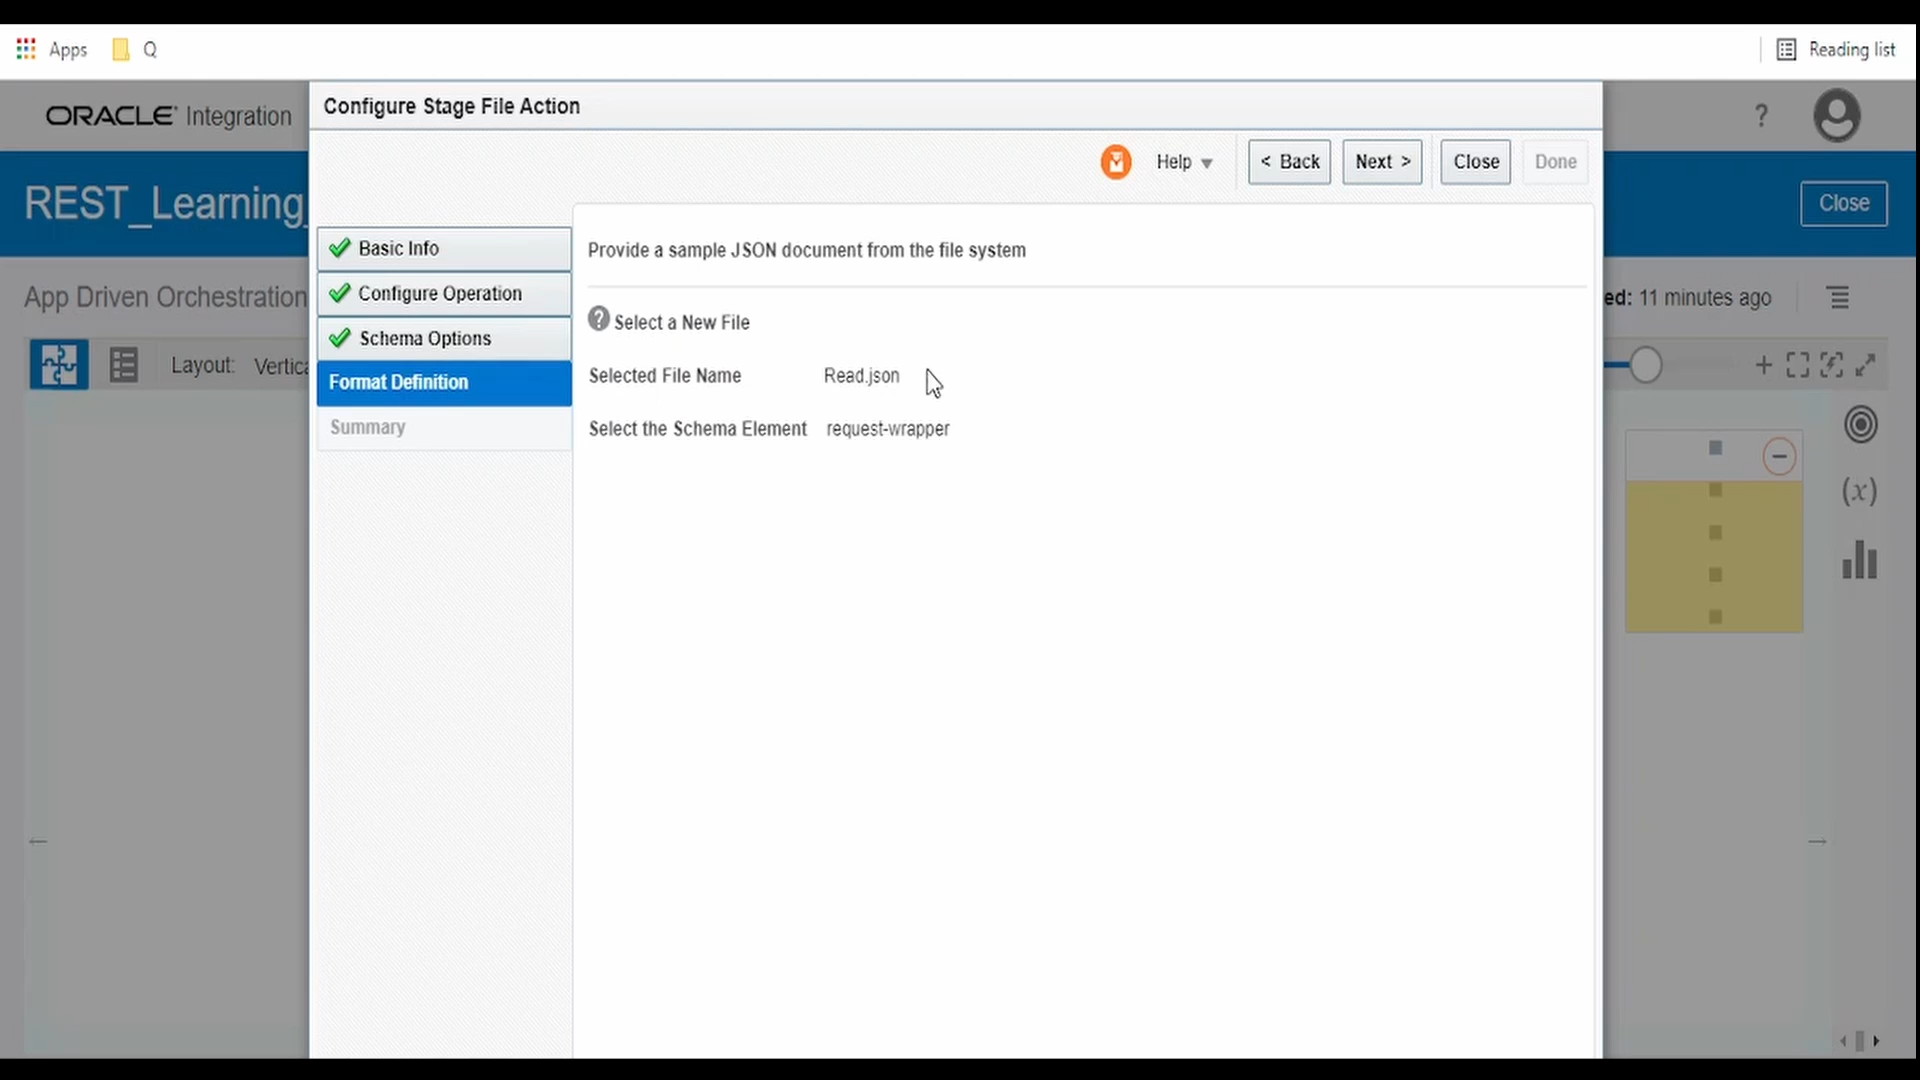 Apps
Q
Reading list
ORACLE® Integration
Configure Stage File Action
?
Help
< Back
Next >
Close
Done
REST_Learning_
Close
Basic Info
Configure Operation
Schema Options
Format Definition
Summary
Provide a sample JSON document from the file system
? Select a New File
Selected File Name Read.json
Select the Schema Element request-wrapper
App Driven Orchestration
ed: 11 minutes ago
Layout: Vertica
(x)